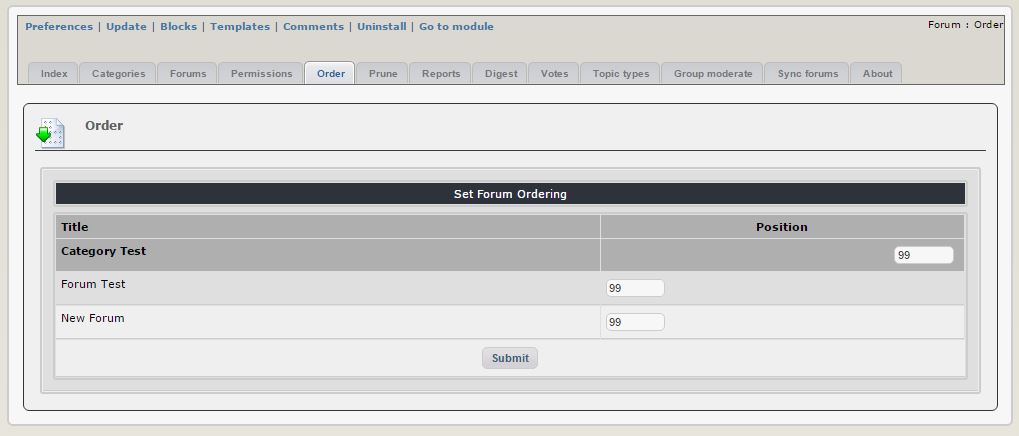 Preferences | Update | Blocks | Templates | Comments | Uninstall | Go to module
Forum : Order
Index Categories Forums Permissions Order Prune Reports Digest Votes Topic types Group moderate Sync forums About
Order
Set Forum Ordering
Title Position
Category Test 99
Forum Test 99
New Forum 99
Submit